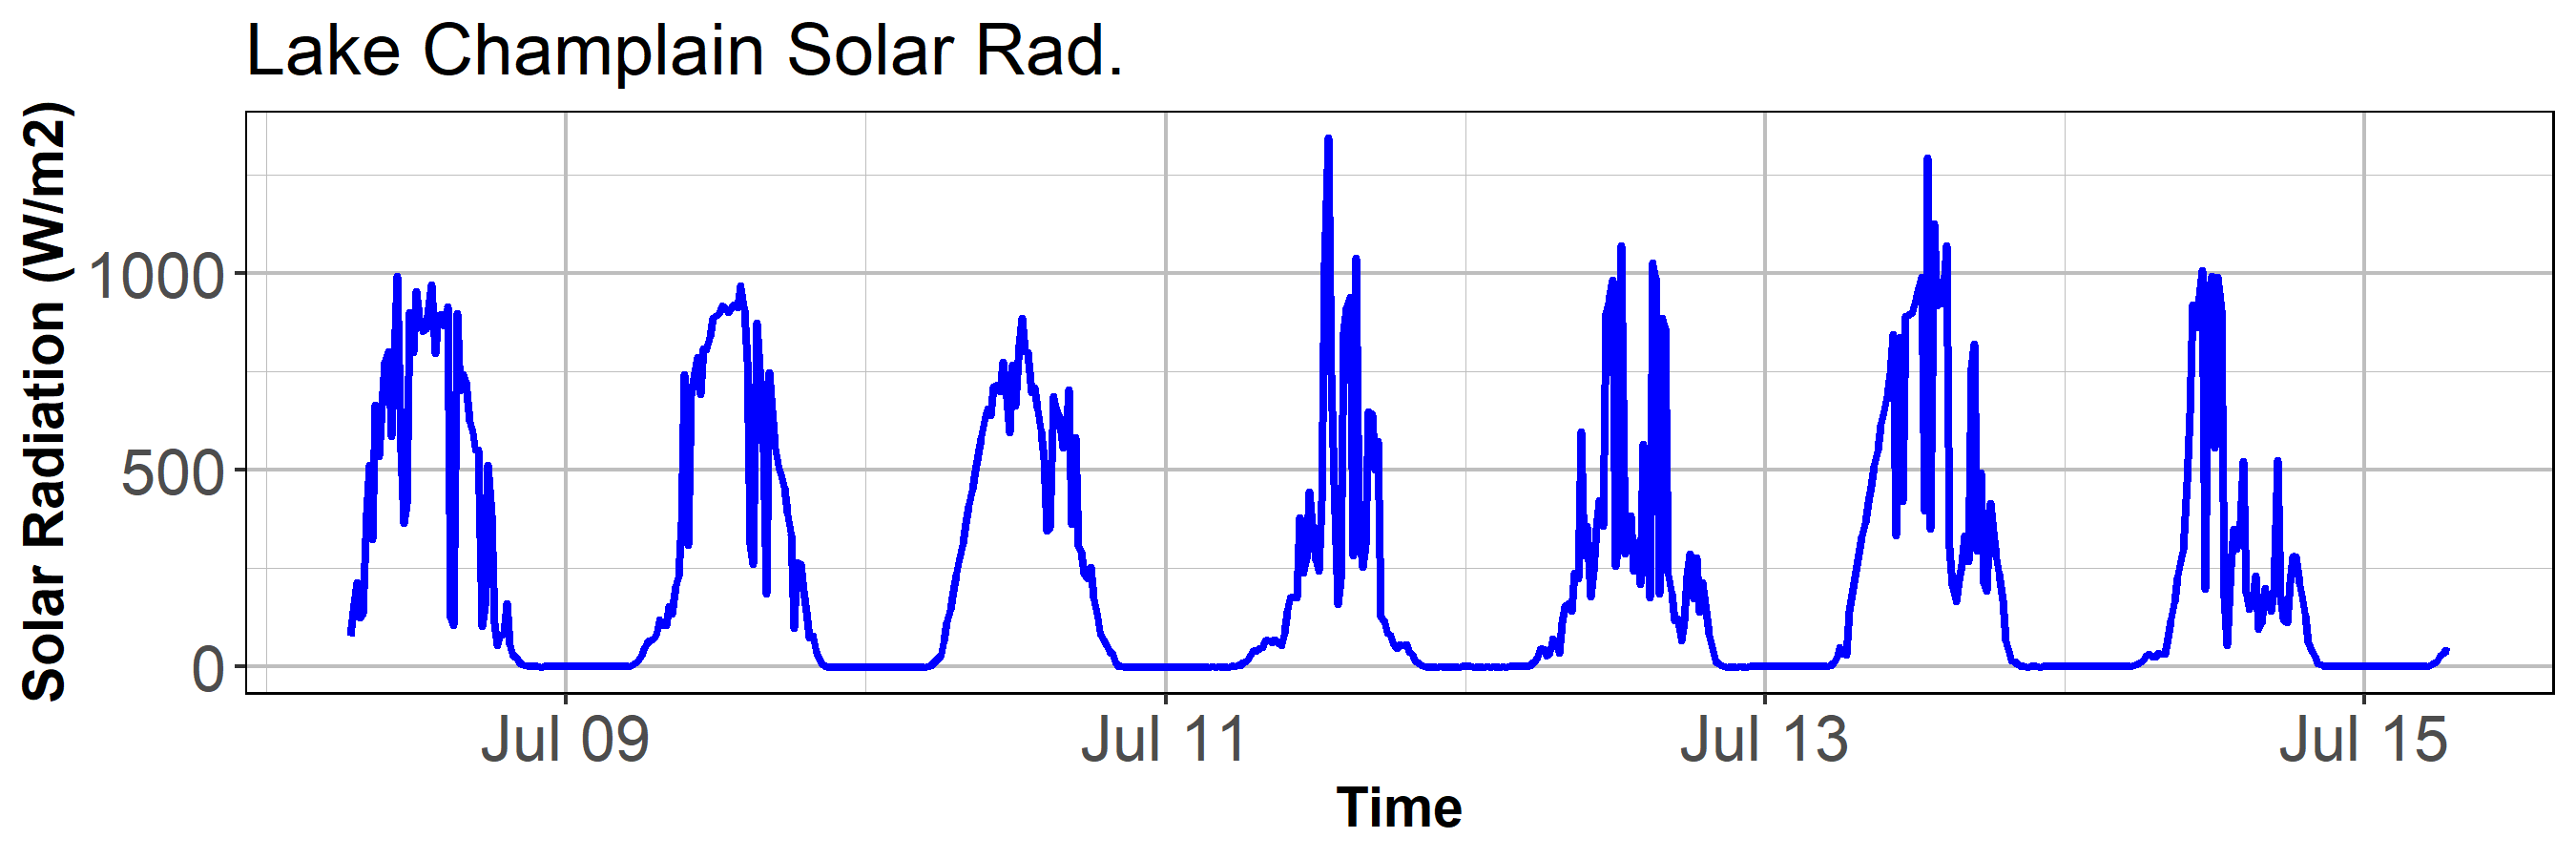 Lake Champlain Solar Rad.
Solar Radiation (W/m2)
1000
500
0
Jul 09 Jul 11 Jul 13 Jul 15
Time